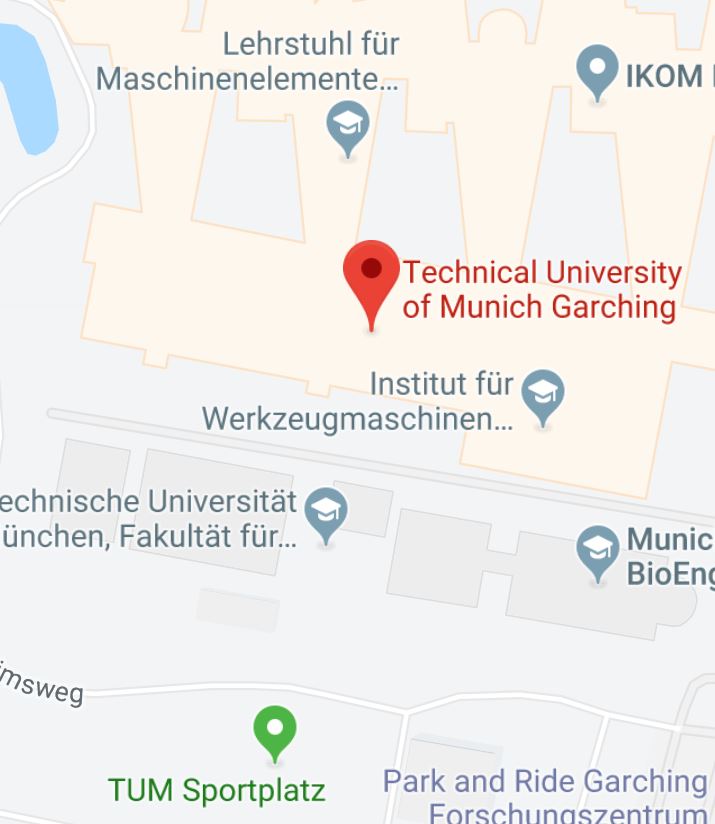 Lehrstuhl für
Maschinenelemente...
IKOM
Technical University
of Munich Garching
Institut für
Werkzeugmaschinen...
echnische Universität
ünchen, Fakultät für...
Munic
BioEng
imsweg
TUM Sportplatz
Park and Ride Garching
Forschungszentrum